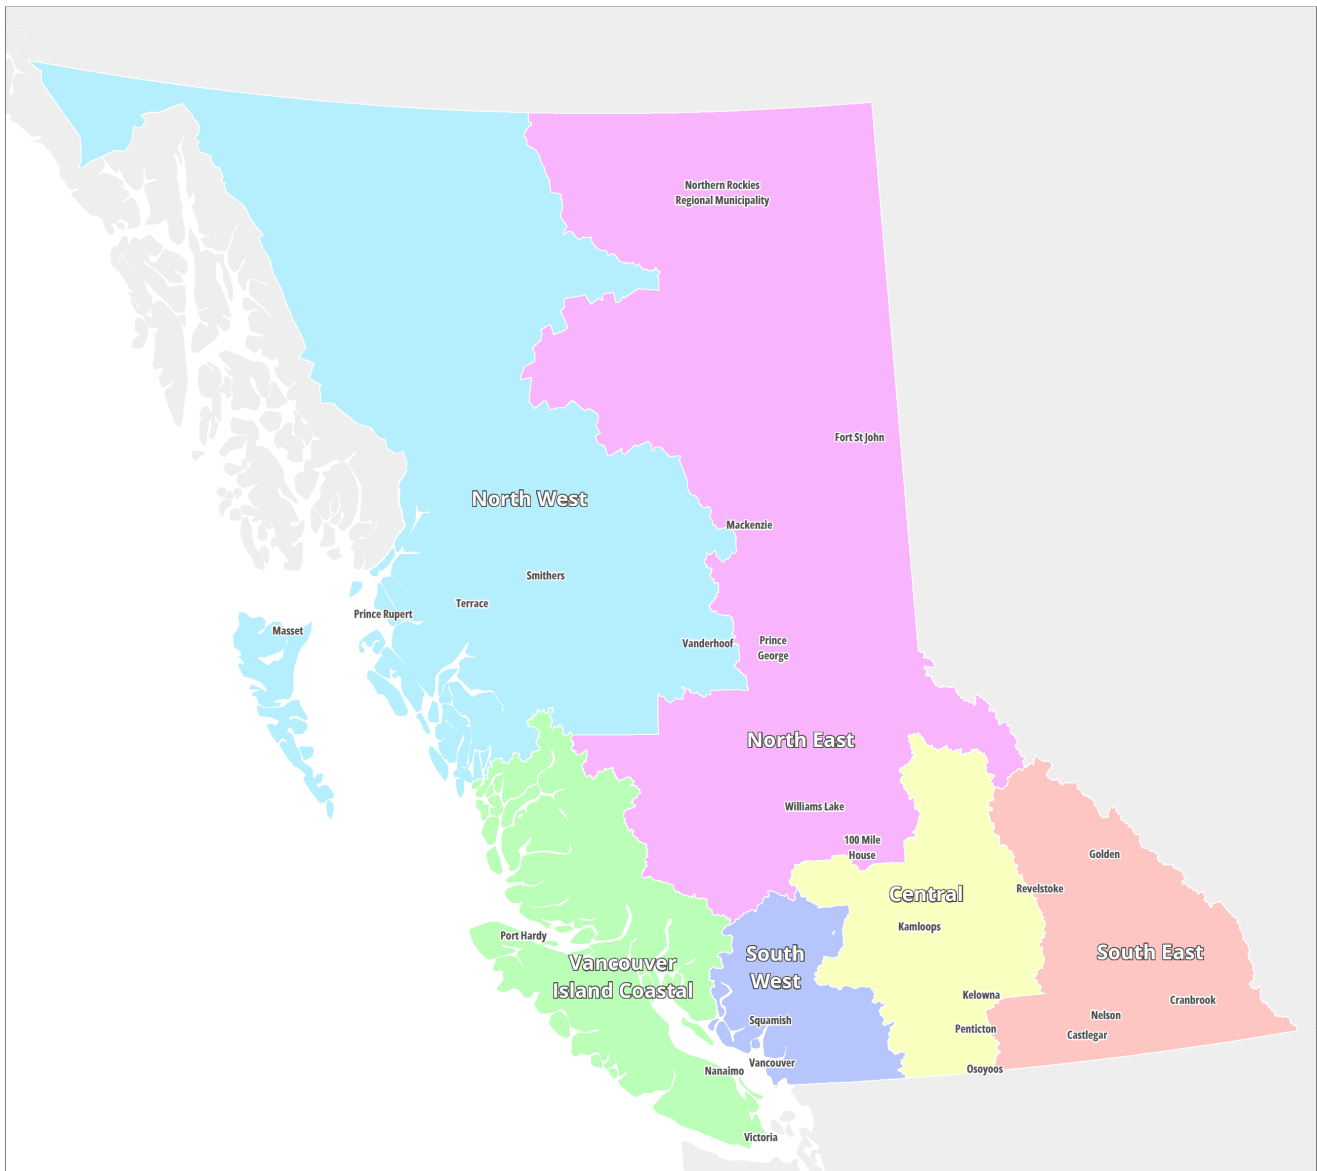 Northern Rockies
Regional Municipality
Fort St John
North West
Mackenzie
Smithers
Terrace
Prince Rupert
Masset
Vanderhoof
Prince
George
North East
Williams Lake
100 Mile
House
Golden
Revelstoke
Central
Kamloops
Port Hardy
South East
South
West
Vancouver
Island Coastal
Kelowna
Cranbrook
Nelson
Squamish
Penticton
Castlegar
Vancouver
Osoyoos
Nanaimo
Victoria